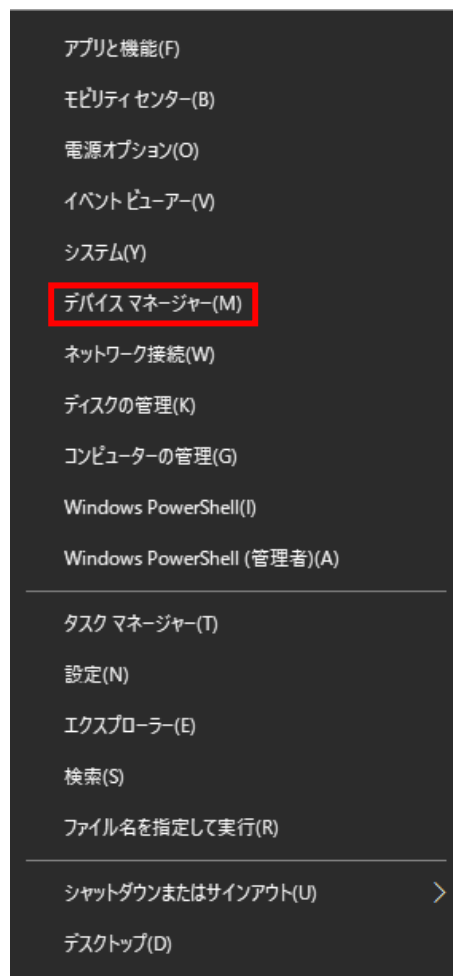 アプリと機能(F)
モビリティ センター(B)
電源オプション(O)
イベント ビューアー(V)
システム(Y)
デバイス マネージャー(M)
ネットワーク接続(W)
ディスクの管理(K)
コンピューターの管理(G)
Windows PowerShell(I)
Windows PowerShell (管理者)(A)
タスク マネージャー(T)
設定(N)
エクスプローラー(E)
検索(S)
ファイル名を指定して実行(R)
シャットダウンまたはサインアウト(U)
デスクトップ(D)